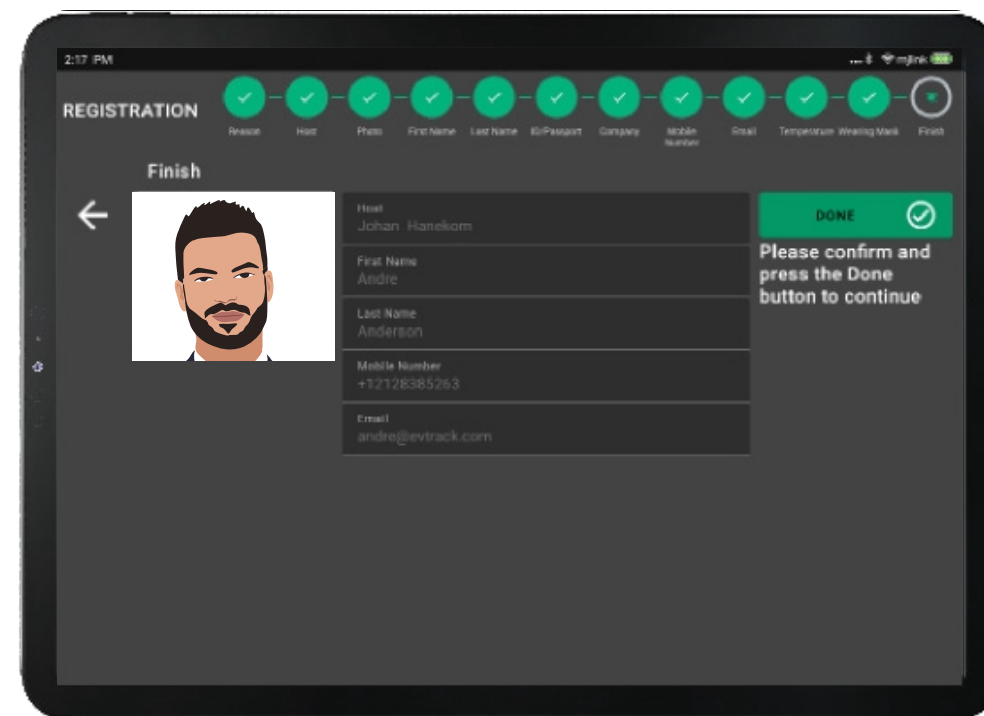 2:17 PM
mjlink
REGISTRATION
Reason
Host
Photo
First Name
Last Name
ID/Passport
Company
Mobile
Number
Email
Temperature
Wearing Mask
Finish
Finish
Host
Johan Hanekom
First Name
Andre
Last Name
Anderson
Mobile Number
+12128385263
Email
andre@evtrack.com
DONE
Please confirm and
press the Done
button to continue